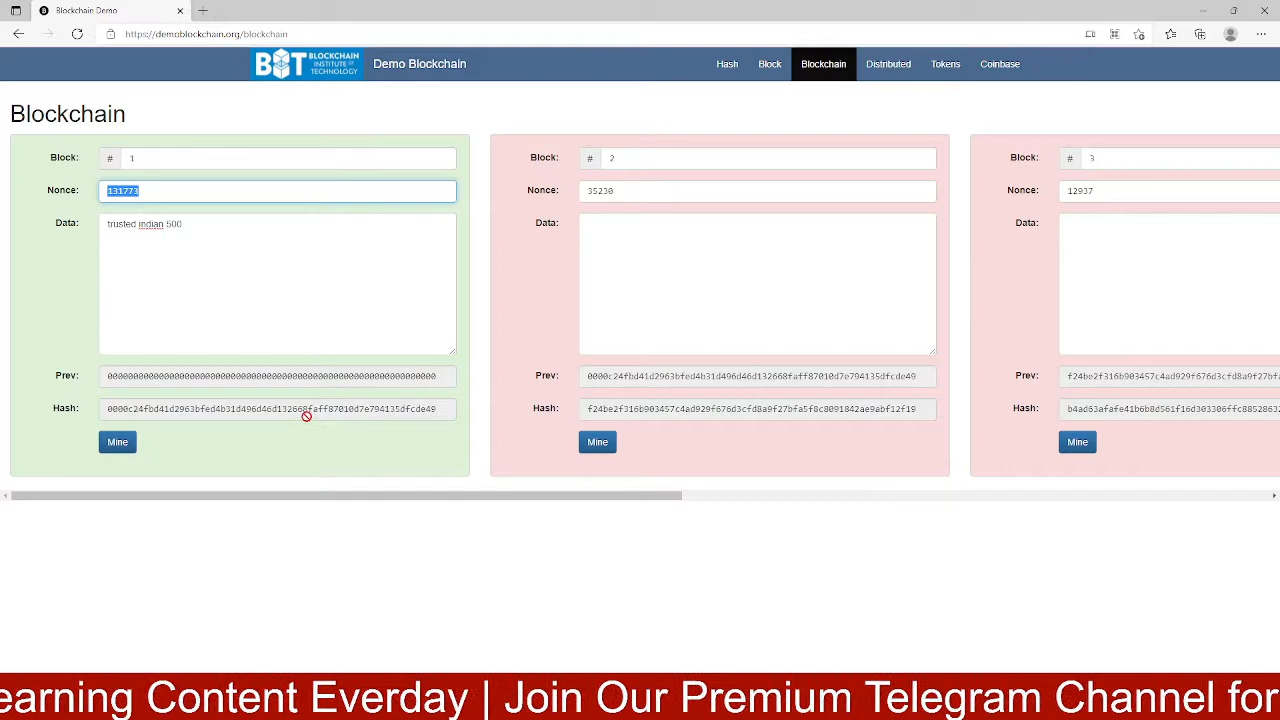 Blockchain Demo
https://demoblockchain.org/blockchain
BOT BLOCKCHAIN INSTITUTE OF TECHNOLOGY
Demo Blockchain
Hash Block Blockchain Distributed Tokens Coinbase
Blockchain
Block: # 1
Nonce: 131773
Data: trusted indian 500
Prev: 0000000000000000000000000000000000000000000000000000000000000000
Hash: 0000c24fbd41d2963bfed4b31d496d46d132668faff87010d7e794135dfcde49
Mine
Block: # 2
Nonce: 35230
Data:
Prev: 0000c24fbd41d2963bfed4b31d496d46d132668faff87010d7e794135dfcde49
Hash: f24be2f316b903457c4ad929f676d3cfd8a9f27bfa5f8cd091842ae9abf12f19
Mine
Block: # 3
Nonce: 12937
Data:
Prev: f24be2f316b903457c4ad929f676d3cfd8a9f27
Hash:
Mine
earning Content Everday | Join Our Premium Telegram Channel for